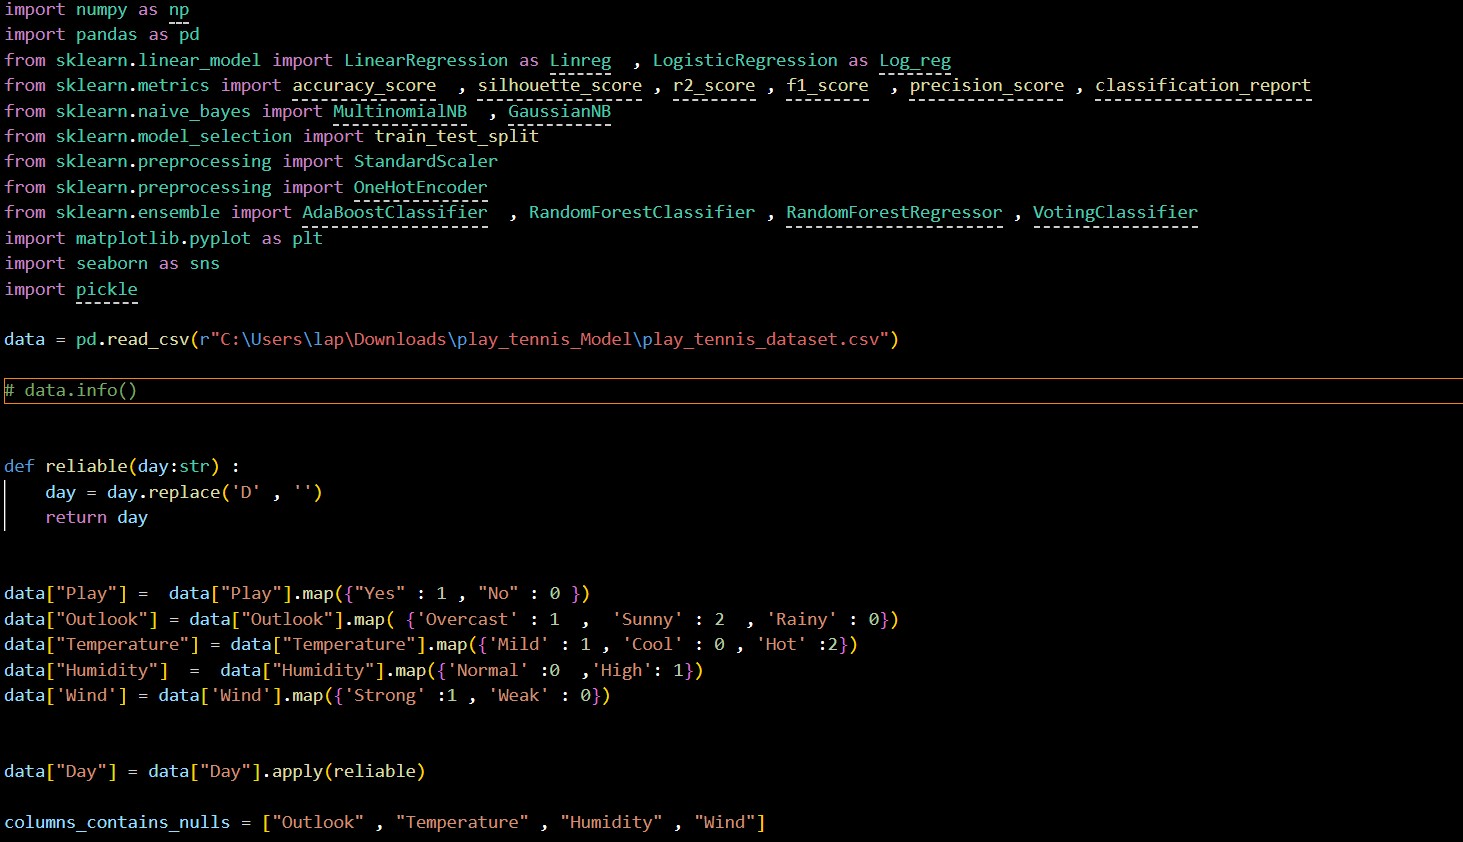 import numpy as np
import pandas as pd
from sklearn.linear_model import LinearRegression as Linreg  , LogisticRegression as Log_reg
from sklearn.metrics import accuracy_score  , silhouette_score , r2_score , f1_score  , precision_score , classification_report
from sklearn.naive_bayes import MultinomialNB  , GaussianNB
from sklearn.model_selection import train_test_split
from sklearn.preprocessing import StandardScaler
from sklearn.preprocessing import OneHotEncoder
from sklearn.ensemble import AdaBoostClassifier  , RandomForestClassifier , RandomForestRegressor , VotingClassifier
import matplotlib.pyplot as plt
import seaborn as sns
import pickle
data = pd.read_csv(r"C:\Users\lap\Downloads\play_tennis_Model\play_tennis_dataset.csv")
# data.info()
def reliable(day:str) :
    day = day.replace('D' , '')
    return day
data["Play"] =  data["Play"].map({"Yes" : 1 , "No" : 0 })
data["Outlook"] = data["Outlook"].map( {'Overcast' : 1  ,  'Sunny' : 2  , 'Rainy' : 0})
data["Temperature"] = data["Temperature"].map({'Mild' : 1 , 'Cool' : 0 , 'Hot' :2})
data["Humidity"]  =  data["Humidity"].map({'Normal' :0  ,'High': 1})
data['Wind'] = data['Wind'].map({'Strong' :1 , 'Weak' : 0})
data["Day"] = data["Day"].apply(reliable)
columns_contains_nulls = ["Outlook" , "Temperature" , "Humidity" , "Wind"]